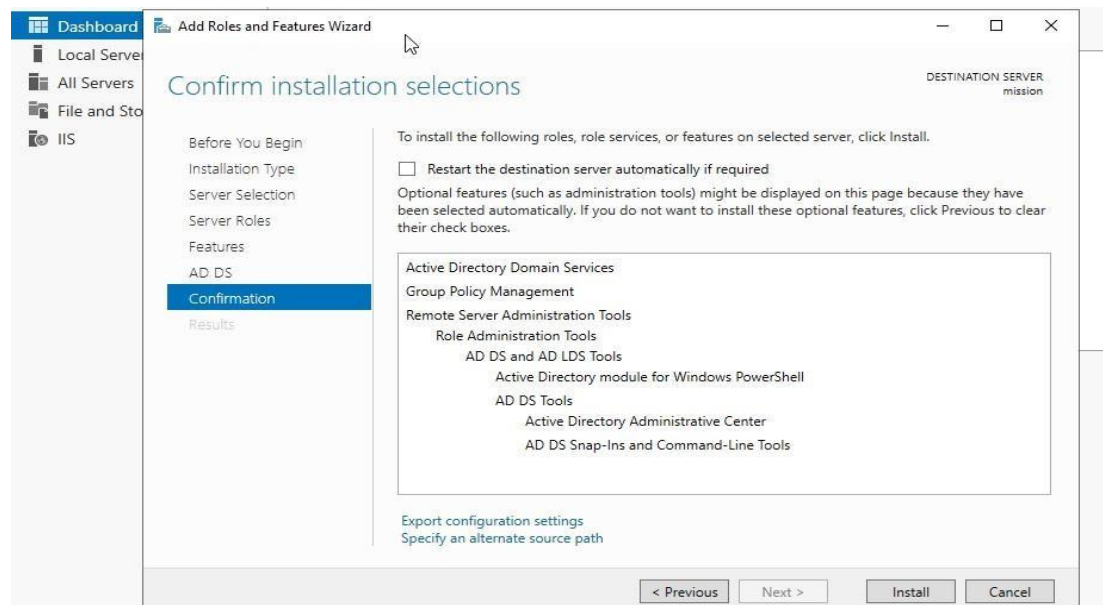 Dashboard
Local Server
All Servers
File and Sto
IIS
Add Roles and Features Wizard
Confirm installation selections
DESTINATION SERVER
mission
Before You Begin
Installation Type
Server Selection
Server Roles
Features
AD DS
Confirmation
Results
To install the following roles, role services, or features on selected server, click Install.
Restart the destination server automatically if required
Optional features (such as administration tools) might be displayed on this page because they have
been selected automatically. If you do not want to install these optional features, click Previous to clear
their check boxes.
Active Directory Domain Services
Group Policy Management
Remote Server Administration Tools
Role Administration Tools
AD DS and AD LDS Tools
Active Directory module for Windows PowerShell
AD DS Tools
Active Directory Administrative Center
AD DS Snap-Ins and Command-Line Tools
Export configuration settings
Specify an alternate source path
< Previous
Next >
Install
Cancel